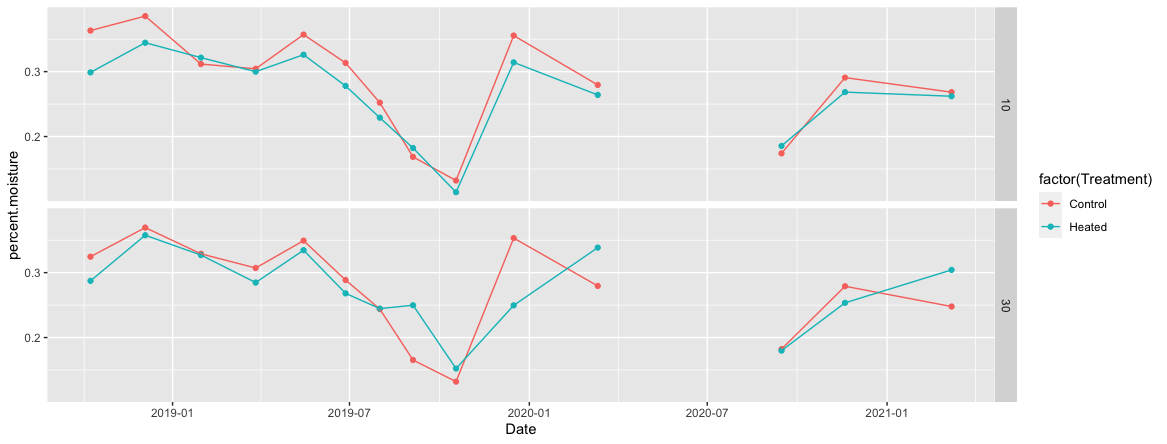 0.3
0.2
10
percent.moisture
0.3
0.2
30
2019-01 2019-07 2020-01 2020-07 2021-01
Date
factor(Treatment)
Control
Heated